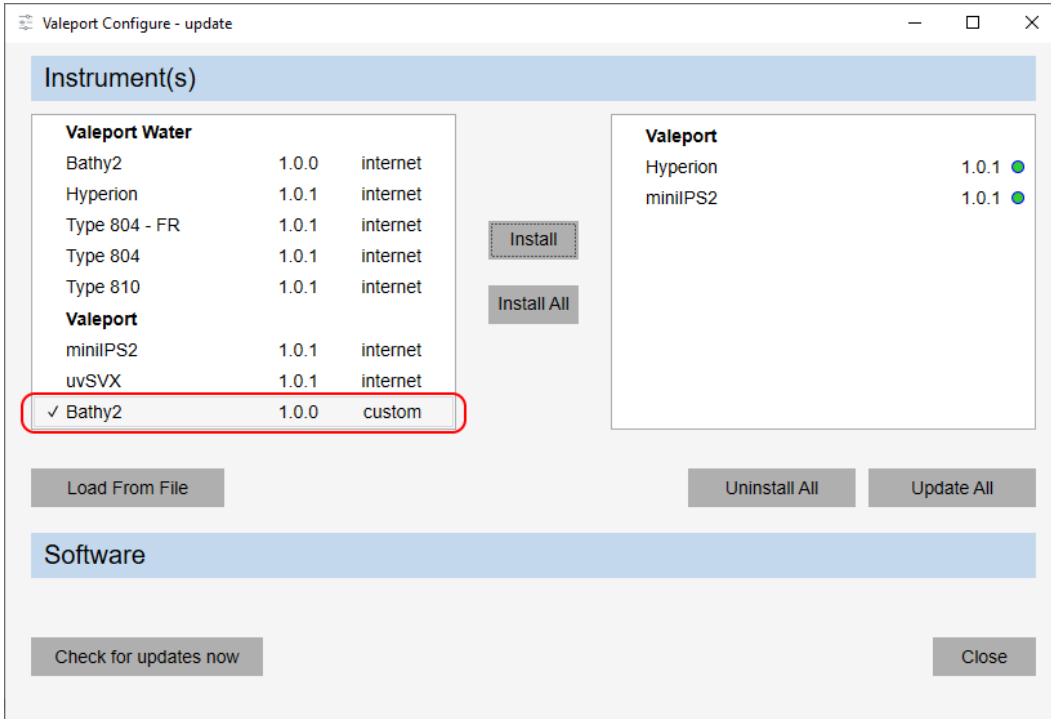 Valeport Configure - update
Instrument(s)
Valeport Water
Bathy2 1.0.0 internet
Hyperion 1.0.1 internet
Type 804 - FR 1.0.1 internet
Type 804 1.0.1 internet
Type 810 1.0.1 internet
Valeport
miniIPS2 1.0.1 internet
uvSVX 1.0.1 internet
✓ Bathy2 1.0.0 custom
Install
Install All
Valeport
Hyperion 1.0.1
miniIPS2 1.0.1
Load From File
Uninstall All
Update All
Software
Check for updates now
Close